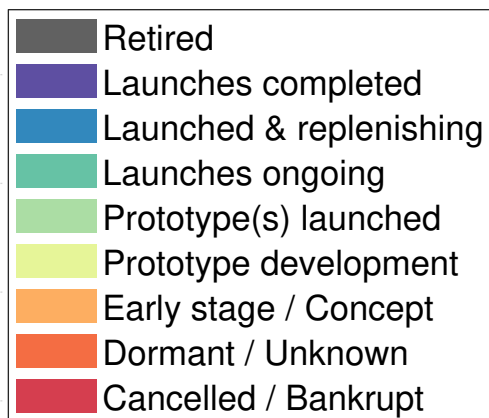 Retired
Launches completed
Launched & replenishing
Launches ongoing
Prototype(s) launched
Prototype development
Early stage / Concept
Dormant / Unknown
Cancelled / Bankrupt